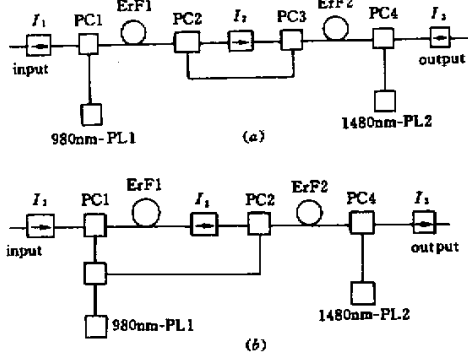 I₁ PC1 ErF1 PC2 I₂ PC3 ErF2 PC4 I₃
input output
980nm-PL1 1480nm-PL2
(a)
I₁ PC1 ErF1 I₂ PC2 ErF2 PC4 I₃
input output
980nm-PL1 1480nm-PL2
(b)